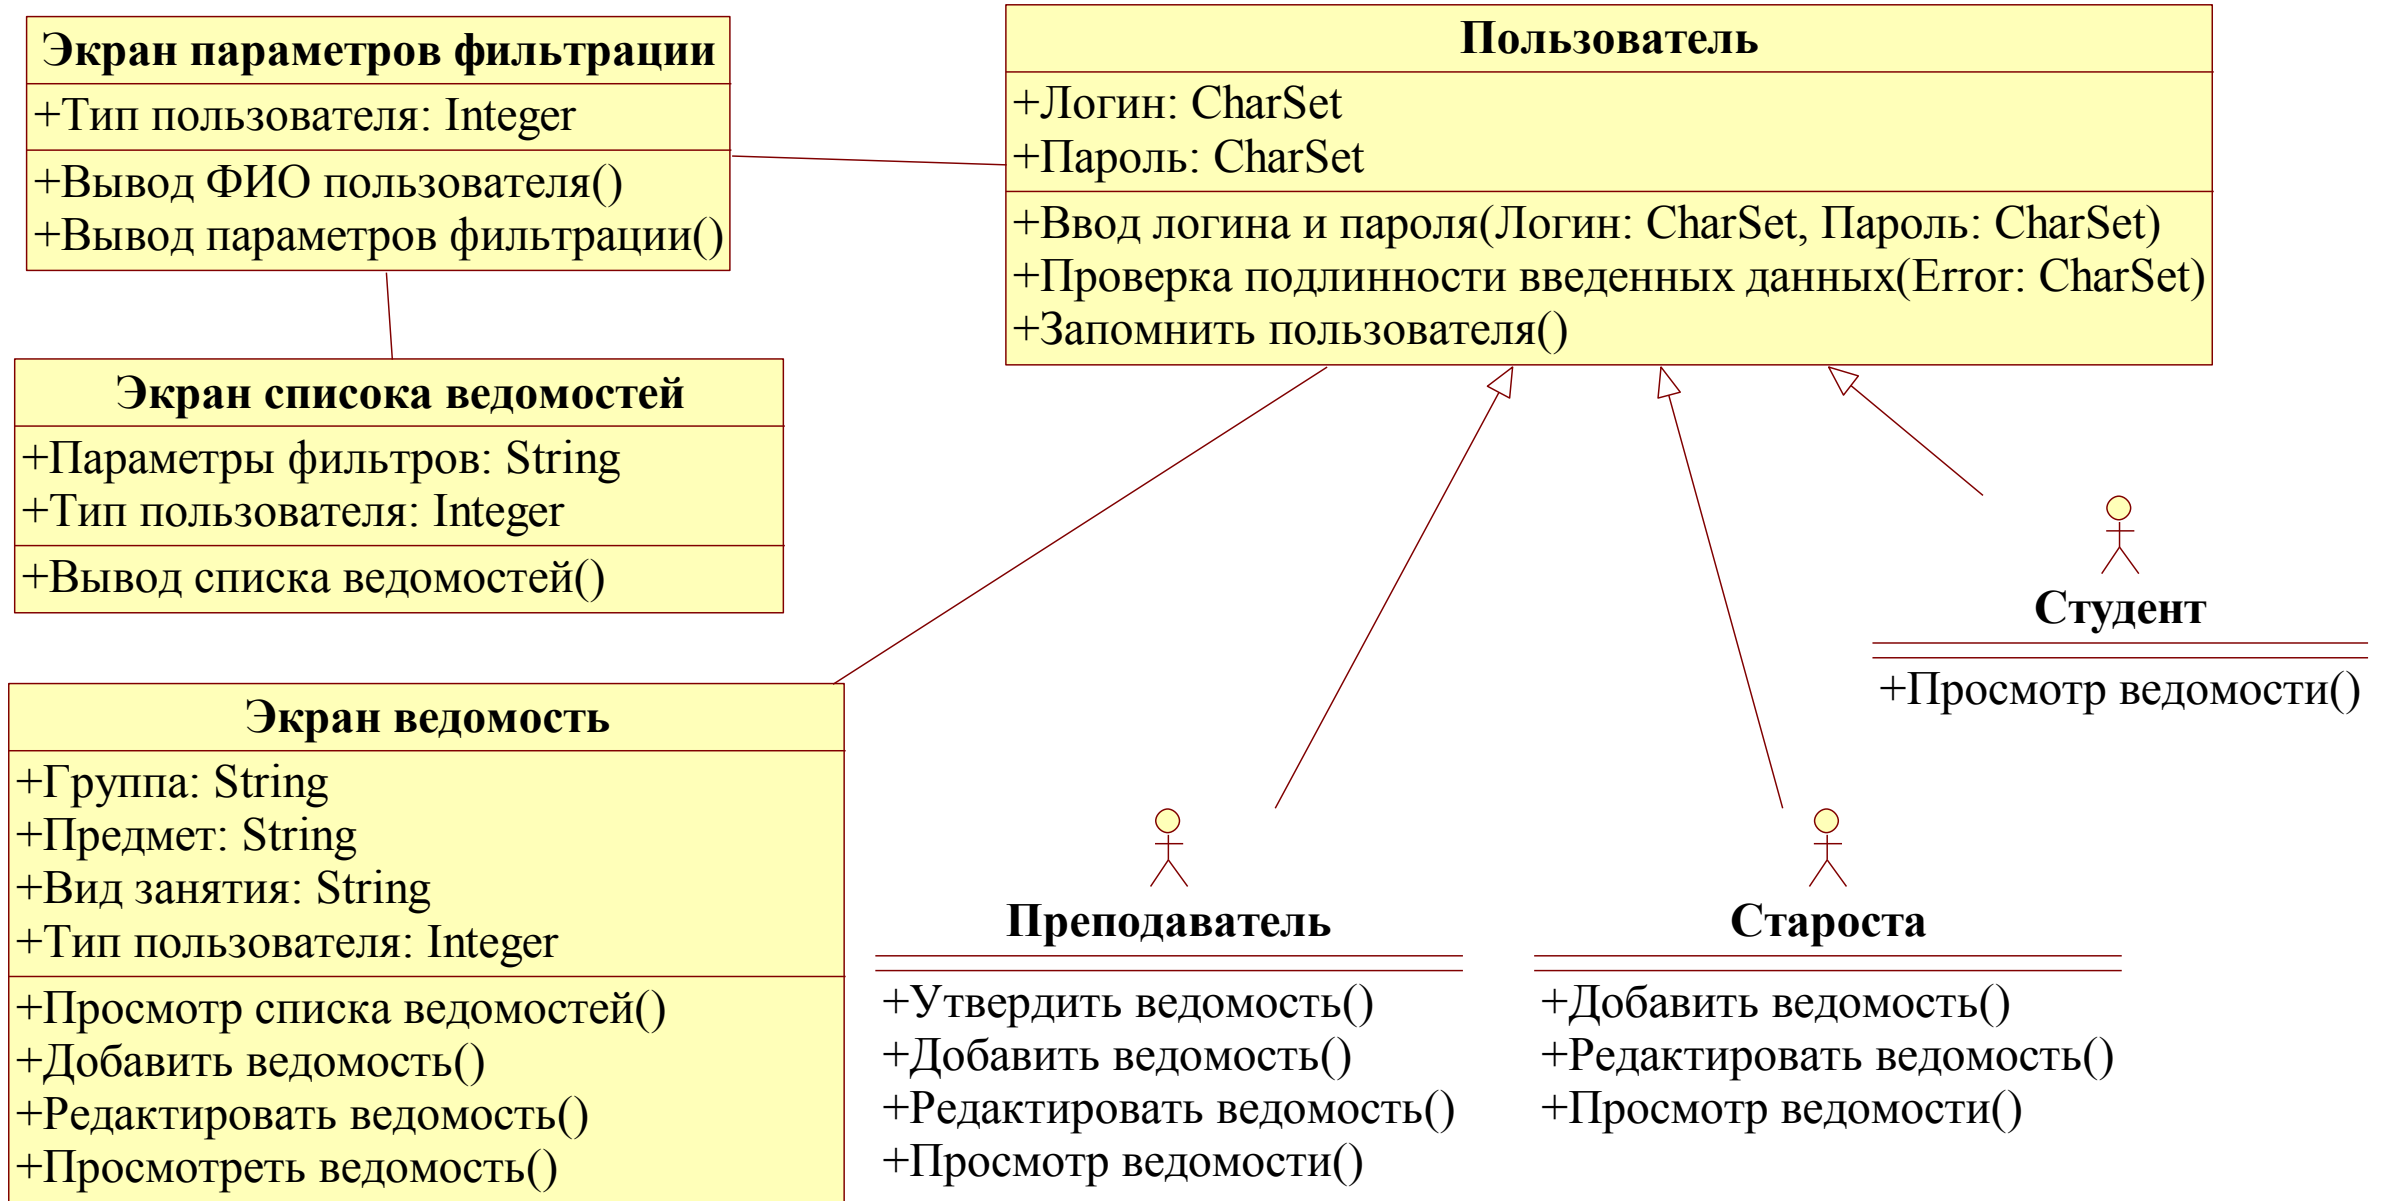 Экран параметров фильтрации
+Тип пользователя: Integer
+Вывод ФИО пользователя()
+Вывод параметров фильтрации()
Пользователь
+Логин: CharSet
+Пароль: CharSet
+Ввод логина и пароля(Логин: CharSet, Пароль: CharSet)
+Проверка подлинности введенных данных(Error: CharSet)
+Запомнить пользователя()
Экран списока ведомостей
+Параметры фильтров: String
+Тип пользователя: Integer
+Вывод списка ведомостей()
Студент
+Просмотр ведомости()
Экран ведомость
+Группа: String
+Предмет: String
+Вид занятия: String
+Тип пользователя: Integer
+Просмотр списка ведомостей()
+Добавить ведомость()
+Редактировать ведомость()
+Просмотреть ведомость()
Преподаватель
+Утвердить ведомость()
+Добавить ведомость()
+Редактировать ведомость()
+Просмотр ведомости()
Староста
+Добавить ведомость()
+Редактировать ведомость()
+Просмотр ведомости()